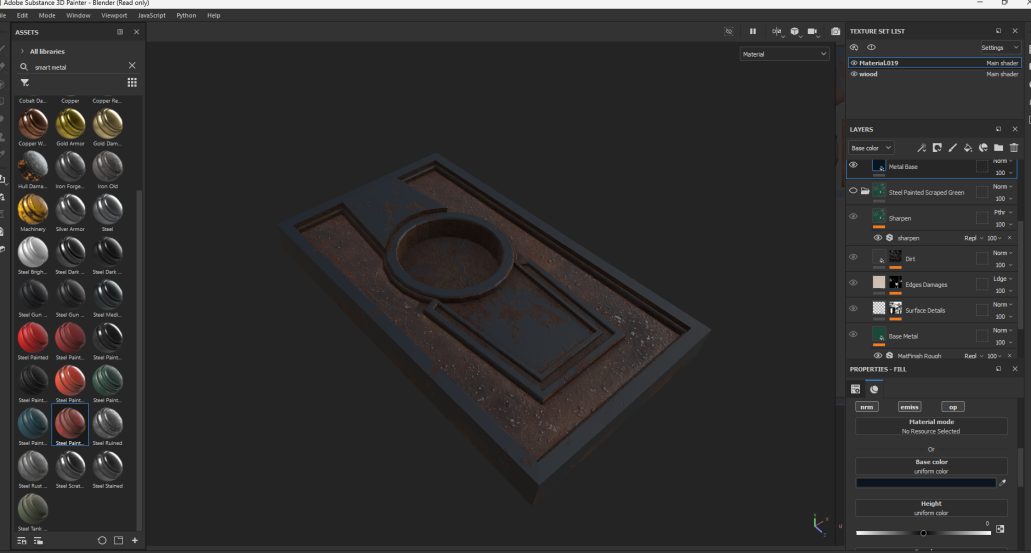 Adobe Substance 3D Painter - Blender (Read only)
Edit Mode Window Viewport JavaScript Python Help
ASSETS
All libraries
smart metal
Cobalt Da... Copper Copper Re...
Copper W... Gold Armor Gold Dam...
Hull Dama... Iron Forge... Iron Old
Machinery Silver Armor Steel
Steel Brigh... Steel Dark ... Steel Dark ...
Steel Gun ... Steel Gun ... Steel Medi...
Steel Painted Steel Paint... Steel Paint...
Steel Paint... Steel Paint... Steel Paint...
Steel Paint... Steel Paint... Steel Ruined
Steel Rust ... Steel Scrat... Steel Stained
Steel Tank ...
Material
TEXTURE SET LIST
Settings
Material.019 Main shader
wiood Main shader
LAYERS
Base color
Metal Base Norm
100
Steel Painted Scraped Green Norm
100
Sharpen Pthr
100
sharpen Repl 100
Dirt Norm
100
Edges Damages Ldge
100
Surface Details Norm
100
Base Metal Norm
100
MatFinish Rough Repl 100
PROPERTIES - FILL
nrm emiss op
Material mode
No Resource Selected
Or
Base color
uniform color
Height
uniform color
0